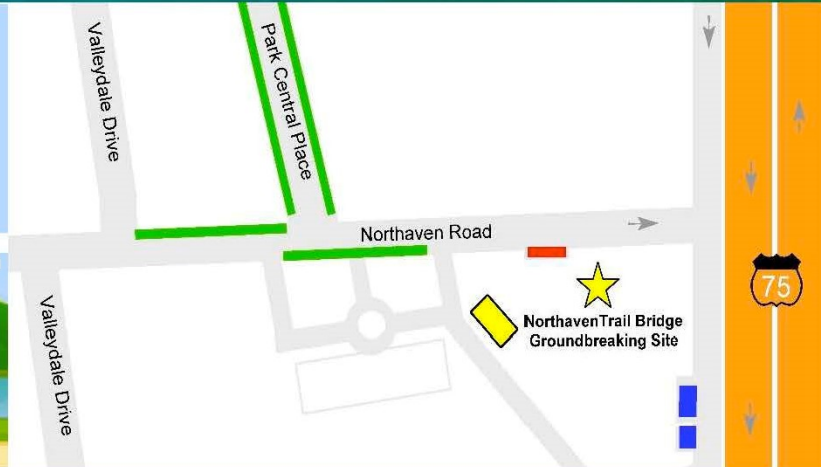 Valleydale Drive
Park Central Place
Northaven Road
75
NorthavenTrail Bridge
Groundbreaking Site
Valleydale Drive